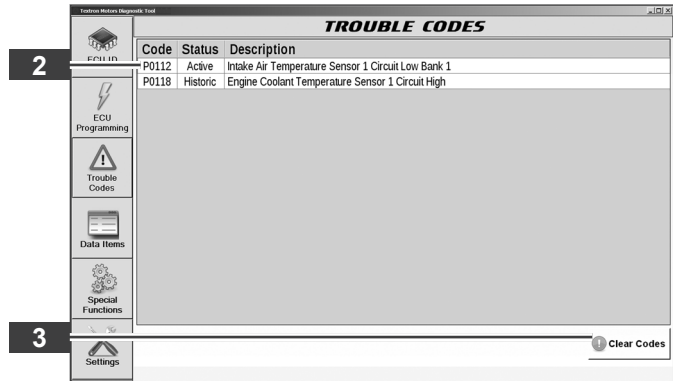 Textron Motors Diagnostic Tool
TROUBLE CODES
Code Status Description
P0112 Active Intake Air Temperature Sensor 1 Circuit Low Bank 1
P0118 Historic Engine Coolant Temperature Sensor 1 Circuit High
2
ECU ID
ECU
Programming
Trouble
Codes
Data Items
Special
Functions
3
Settings
Clear Codes